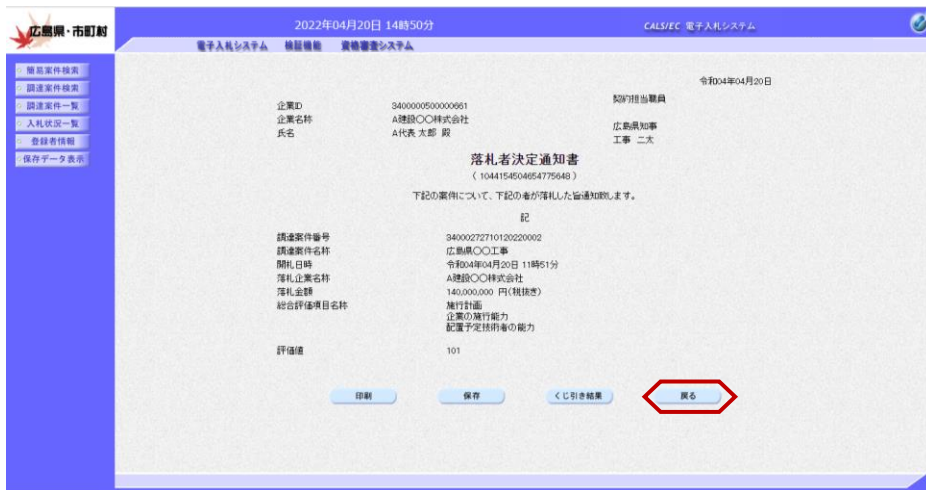 広島県・市町村
2022年04月20日 14時50分
CALS/EC 電子入札システム
電子入札システム 検証機能 資格審査システム
簡易案件検索
調達案件検索
調達案件一覧
入札状況一覧
登録者情報
保存データ表示
令和04年04月20日
企業ID 3400000500000661
企業名称 A建設〇〇株式会社
氏名 A代表 太郎 殿
契約担当職員
広島県知事
工事 二太
落札者決定通知書
( 1044154504654775648 )
下記の案件について、下記の者が落札した旨通知致します。
記
調達案件番号 34000272710120220002
調達案件名称 広島県〇〇工事
開札日時 令和04年04月20日 11時51分
落札企業名称 A建設〇〇株式会社
落札金額 140,000,000 円(税抜き)
総合評価項目名称 施行計画
企業の施行能力
配置予定技術者の能力
評価値 101
印刷 保存 くじ引き結果 戻る